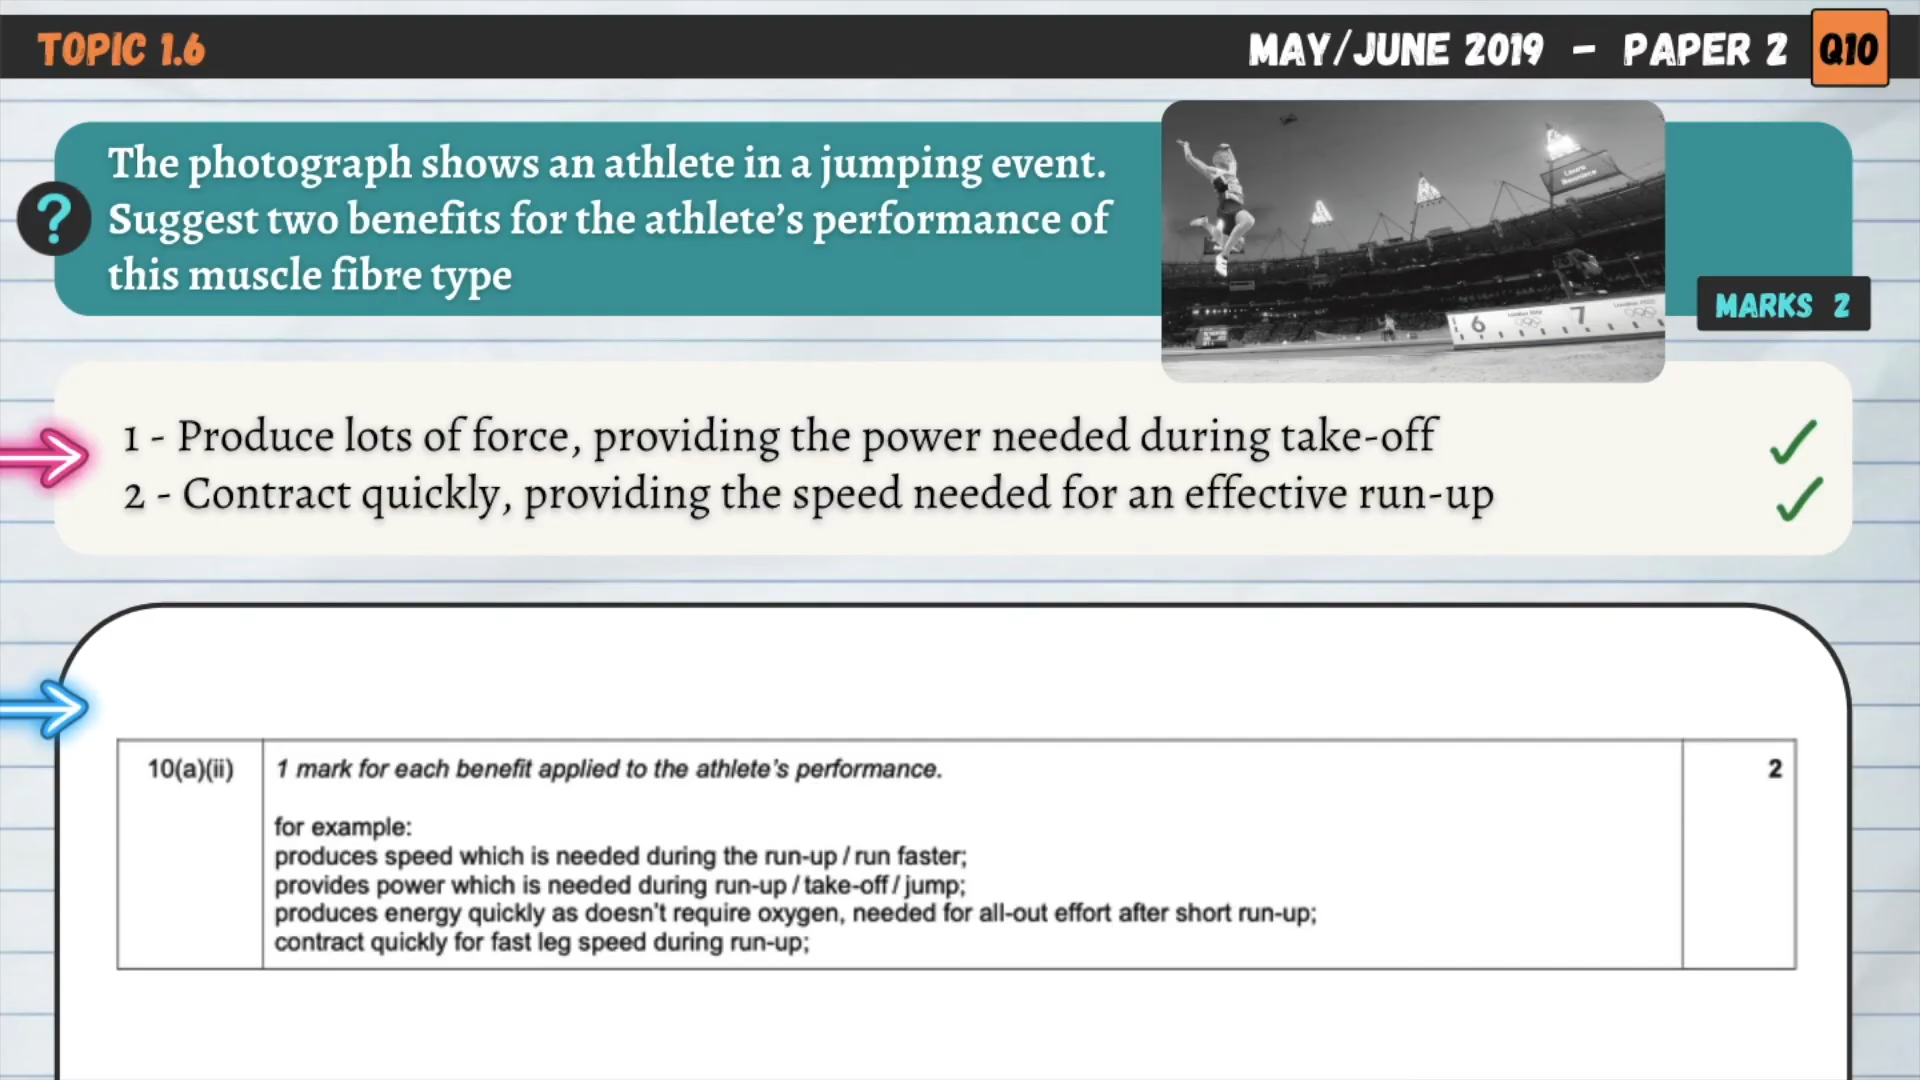 TOPIC 1.6
MAY/JUNE 2019 – PAPER 2
Q10
The photograph shows an athlete in a jumping event.
Suggest two benefits for the athlete’s performance of
this muscle fibre type
?
6
7
MARKS 2
1 - Produce lots of force, providing the power needed during take-off
2 - Contract quickly, providing the speed needed for an effective run-up
10(a)(ii)
1 mark for each benefit applied to the athlete’s performance.
2
for example:
produces speed which is needed during the run-up / run faster;
provides power which is needed during run-up / take-off / jump;
produces energy quickly as doesn’t require oxygen, needed for all-out effort after short run-up;
contract quickly for fast leg speed during run-up;